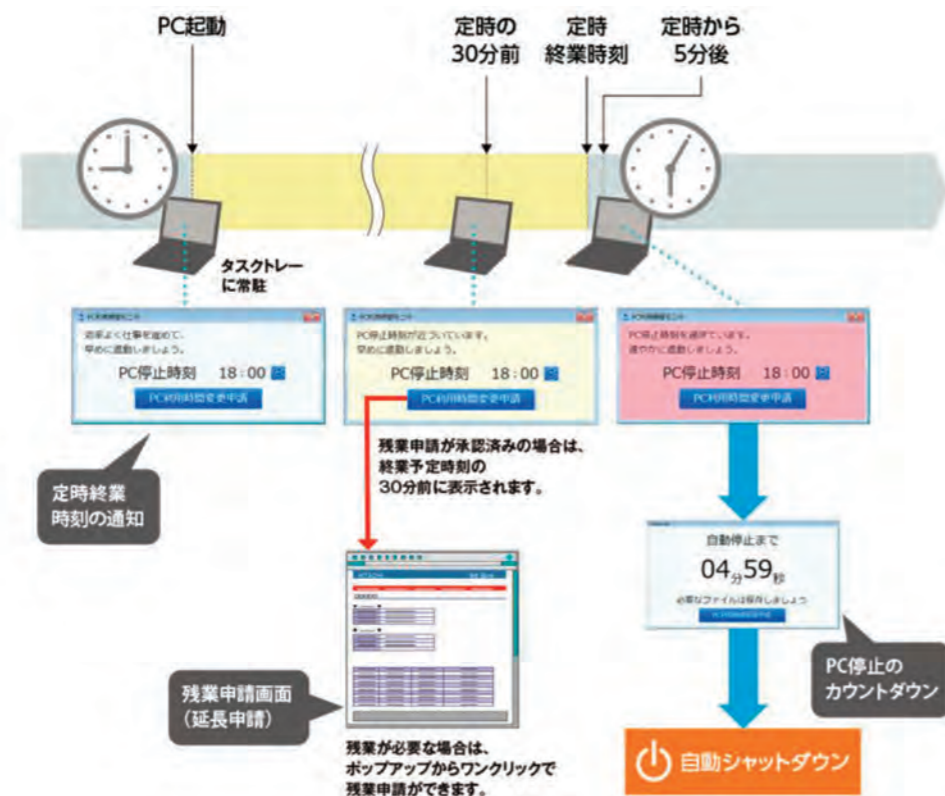 PC起動
定時の
30分前
定時
終業時刻
定時から
5分後
タスクトレー
に常駐
効率よく仕事を進めて、
早めに退勤しましょう。
PC停止時刻 18:00
PC利用時間変更申請
PC停止時刻が近づいています。
早めに退勤しましょう。
PC停止時刻 18:00
PC利用時間変更申請
PC停止時刻を過ぎています。
速やかに退勤しましょう。
PC停止時刻 18:00
PC利用時間変更申請
定時終業
時刻の通知
残業申請が承認済みの場合は、
終業予定時刻の
30分前に表示されます。
自動停止まで
04分59秒
必要なファイルは保存しましょう
PC停止の
カウントダウン
残業申請画面
(延長申請)
残業が必要な場合は、
ポップアップからワンクリックで
残業申請ができます。
自動シャットダウン